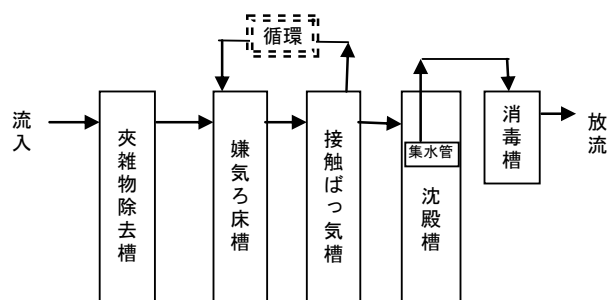 循環
流入
夾雑物除去槽
嫌気ろ床槽
接触ばっ気槽
集水管
沈殿槽
消毒槽
放流